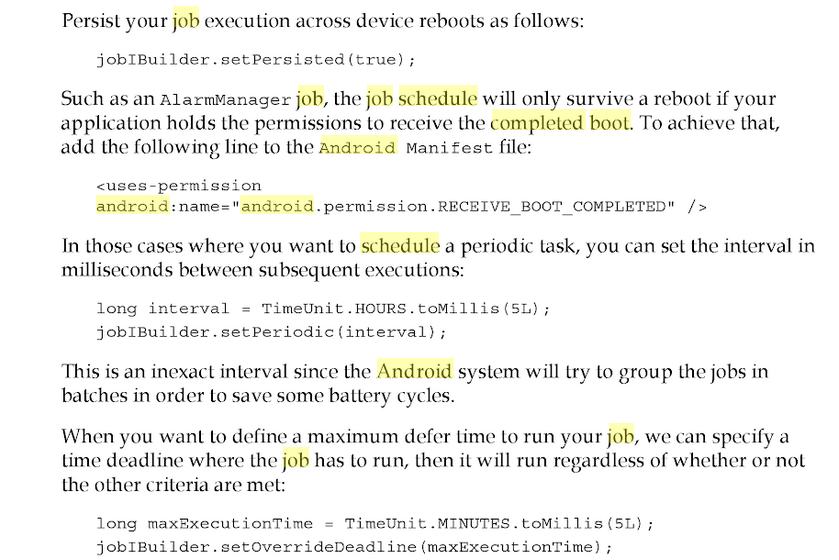 Persist your job execution across device reboots as follows:
jobIBuilder.setPersisted(true);
Such as an AlarmManager job, the job schedule will only survive a reboot if your
application holds the permissions to receive the completed boot. To achieve that,
add the following line to the Android Manifest file:
<uses-permission
android:name="android.permission.RECEIVE_BOOT_COMPLETED" />
In those cases where you want to schedule a periodic task, you can set the interval in
milliseconds between subsequent executions:
long interval = TimeUnit.HOURS.toMillis(5L);
jobIBuilder.setPeriodic(interval);
This is an inexact interval since the Android system will try to group the jobs in
batches in order to save some battery cycles.
When you want to define a maximum defer time to run your job, we can specify a
time deadline where the job has to run, then it will run regardless of whether or not
the other criteria are met:
long maxExecutionTime = TimeUnit.MINUTES.toMillis(5L);
jobIBuilder.setOverrideDeadline(maxExecutionTime);